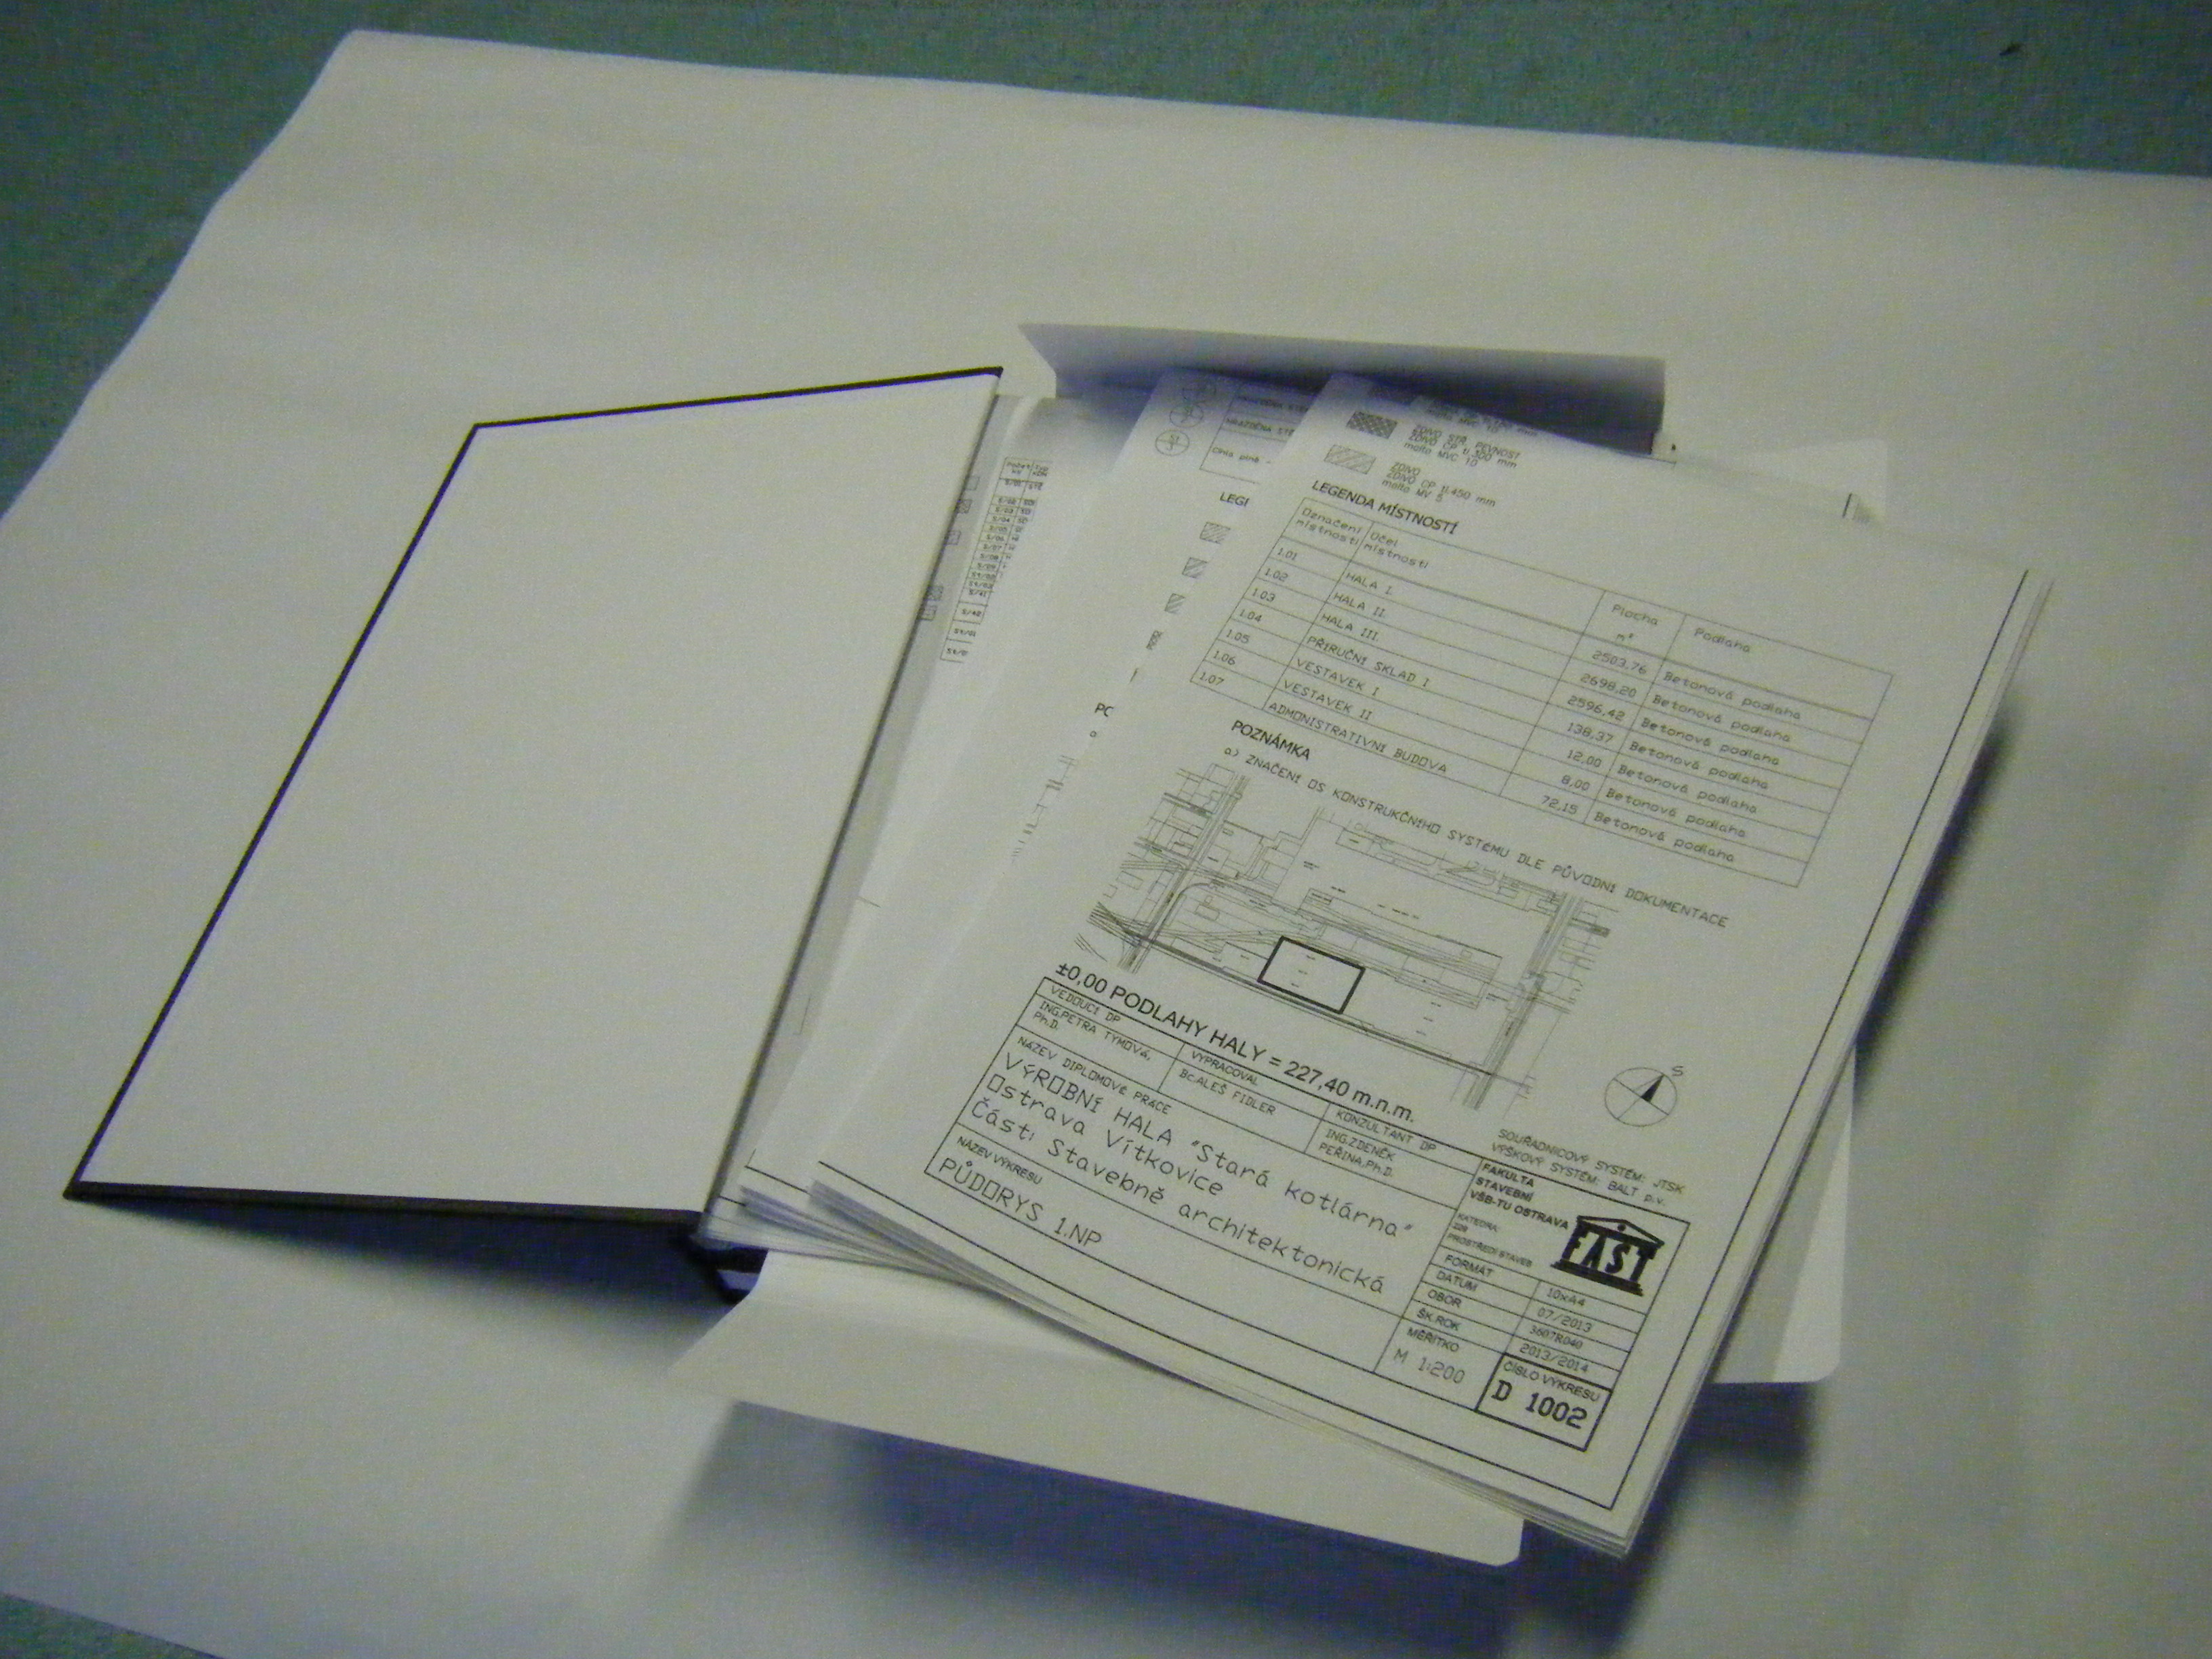 ZDIVO STŘ. PEVNOST
ZDIVO CP tl.300 mm
malta MVC 10
ZDIVO
ZDIVO CP tl.450 mm
malta MV 5
LEGENDA MÍSTNOSTÍ
Označení místnosti Účel místnosti Plocha m² Podlaha
1.01 HALA I. 2503,76 Betonová podlaha
1.02 HALA II. 2698,20 Betonová podlaha
1.03 HALA III. 2596,42 Betonová podlaha
1.04 PŘÍRUČNÍ SKLAD I 138,37 Betonová podlaha
1.05 VESTAVEK I 12,00 Betonová podlaha
1.06 VESTAVEK II 8,00 Betonová podlaha
1.07 ADMONISTRATIVNÍ BUDOVA 72,15 Betonová podlaha
POZNÁMKA
a) ZNAČENÍ OS KONSTRUKČNÍHO SYSTÉMU DLE PŮVODNÍ DOKUMENTACE
S
±0,00 PODLAHY HALY = 227,40 m.n.m.
SOUŘADNICOVÝ SYSTÉM: JTSK
VÝŠKOVÝ SYSTÉM: BALT p.v.
VEDOUCÍ DP
ING.PETRA TYMOVÁ,
Ph.D.
VYPRACOVAL
Bc.ALEŠ FIDLER
KONZULTANT DP
ING.ZDENĚK
PEŘINA,Ph.D.
FAKULTA
STAVEBNÍ
VŠB-TU OSTRAVA
FAST
KATEDRA:
PROSTŘEDÍ STAVEB
NÁZEV DIPLOMOVÉ PRÁCE
VÝROBNÍ HALA "Stará kotlárna"
Ostrava Vítkovice
Část: Stavebně architektonická
NÁZEV VÝKRESU
PŮDORYS 1.NP
FORMÁT 10xA4
DATUM 07/2013
OBOR 3607R040
ŠK.ROK 2013/2014
MĚŘÍTKO
M 1:200
ČÍSLO VÝKRESU
D 1002